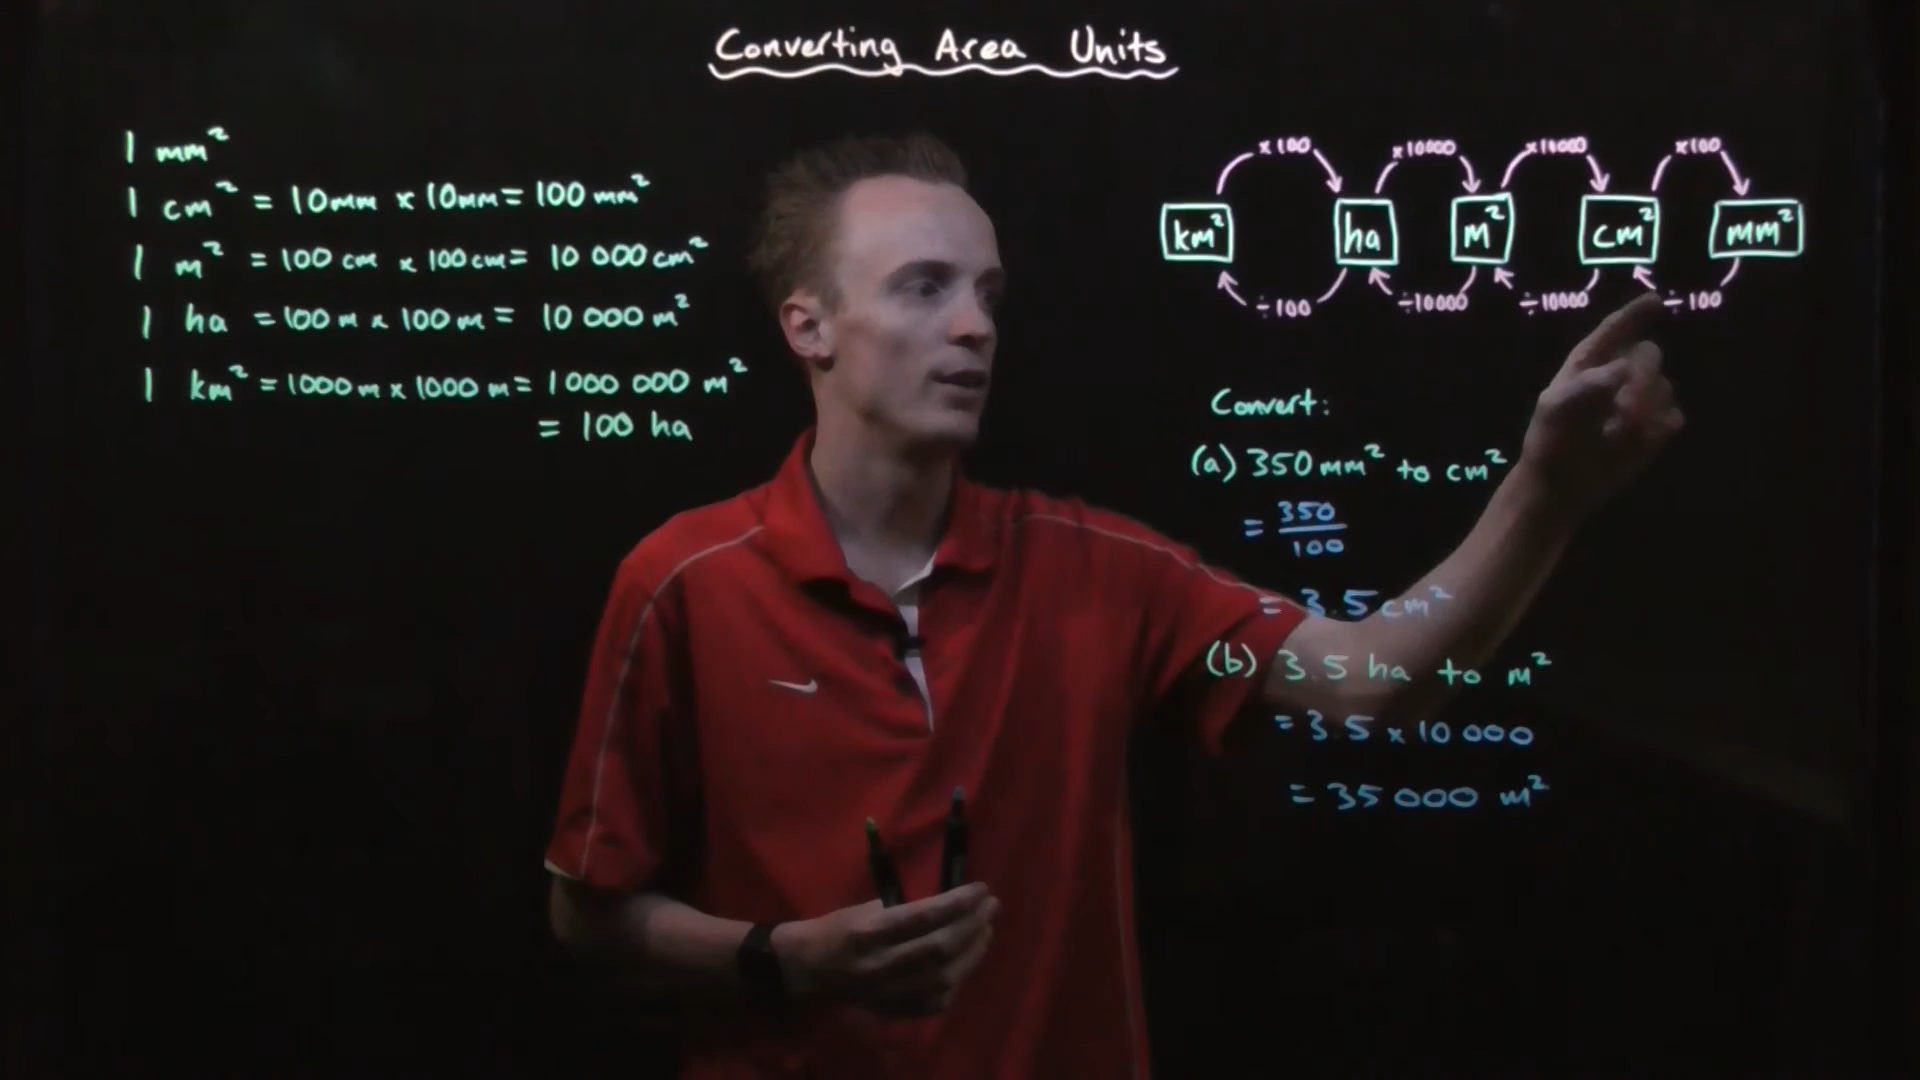 Converting Area Units
1 mm²
1 cm² = 10mm x 10mm = 100 mm²
1 m² = 100 cm x 100 cm = 10 000 cm²
1 ha = 100 m x 100 m = 10 000 m²
1 km² = 1000 m x 1000 m = 1 000 000 m²
= 100 ha
x100 x10000 x10000 x100
km² ha m² cm² mm²
÷100 ÷10000 ÷10000 ÷100
Convert:
(a) 350 mm² to cm²
= 350/100
= 3.5 cm²
(b) 3.5 ha to m²
= 3.5 x 10 000
= 35 000 m²